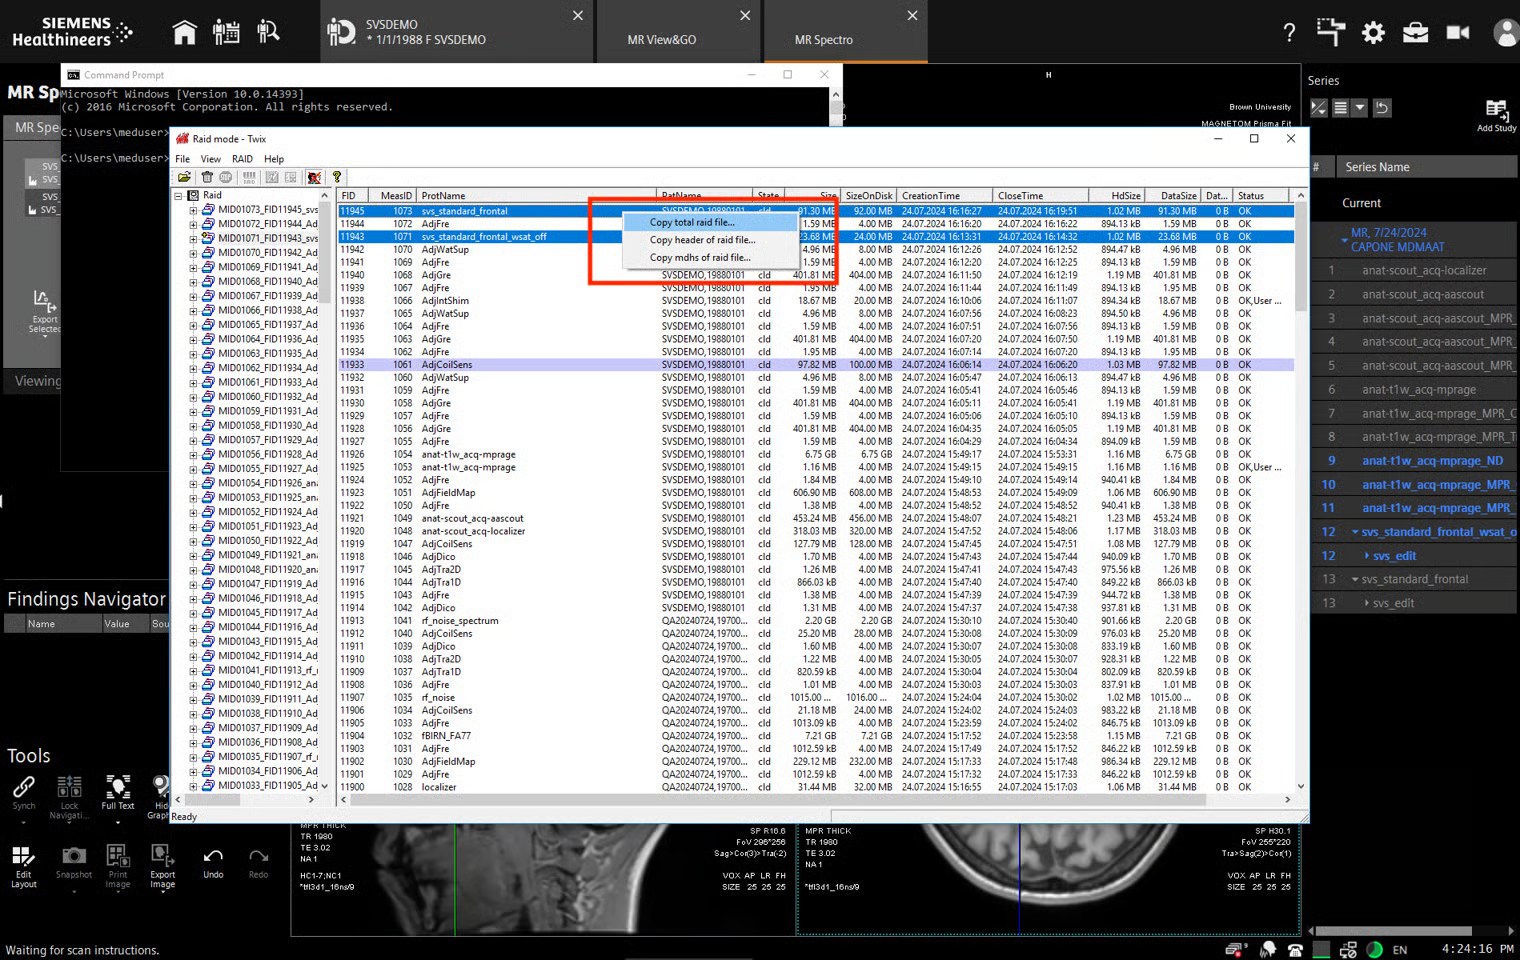 SIEMENS
Healthineers
SVSDEMO
* 1/1/1988 F SVSDEMO
MR View&GO
MR Spectro
Command Prompt
Microsoft Windows [Version 10.0.14393]
(c) 2016 Microsoft Corporation. All rights reserved.
C:\Users\meduser>
C:\Users\meduser>
MR Sp
MR Spe
SVS_
SVS_
SVS_
SVS_
Export
Selected
Viewing
Findings Navigator
Name Value Sou
H
Brown University
MAGNETOM Prisma Fit
Raid mode - Twix
File View RAID Help
Raid
MID01073_FID11945_svs
MID01072_FID11944_Adj
MID01071_FID11943_svs
MID01070_FID11942_Adj
MID01069_FID11941_Adj
MID01068_FID11940_Adj
MID01067_FID11939_Adj
MID01066_FID11938_Adj
MID01065_FID11937_Adj
MID01064_FID11936_Adj
MID01063_FID11935_Adj
MID01062_FID11934_Adj
MID01061_FID11933_Adj
MID01060_FID11932_Adj
MID01059_FID11931_Adj
MID01058_FID11930_Adj
MID01057_FID11929_Adj
MID01056_FID11928_Adj
MID01055_FID11927_Adj
MID01054_FID11926_ana
MID01053_FID11925_ana
MID01052_FID11924_Adj
MID01051_FID11923_Adj
MID01050_FID11922_Adj
MID01049_FID11921_ana
MID01048_FID11920_ana
MID01047_FID11919_Adj
MID01046_FID11918_Adj
MID01045_FID11917_Adj
MID01044_FID11916_Adj
MID01043_FID11915_Adj
MID01042_FID11914_Adj
MID01041_FID11913_rf_r
MID01040_FID11912_Adj
MID01039_FID11911_Adj
MID01038_FID11910_Adj
MID01037_FID11909_Adj
MID01036_FID11908_Adj
MID01035_FID11907_rf_r
MID01034_FID11906_Adj
MID01033_FID11905_Adj
FID MeasID ProtName PatName State Size SizeOnDisk CreationTime CloseTime HdSize DataSize Dat... Status
11945 1073 svs_standard_frontal SVSDEMO,19880101 cld 91.30 MB 92.00 MB 24.07.2024 16:16:27 24.07.2024 16:19:51 1.02 MB 91.30 MB 0 B OK
11944 1072 AdjFre 1.59 MB 4.00 MB 24.07.2024 16:16:20 24.07.2024 16:16:25 894.14 kB 1.59 MB 0 B OK
11943 1071 svs_standard_frontal_wsat_off 23.68 MB 24.00 MB 24.07.2024 16:13:31 24.07.2024 16:14:32 1.02 MB 23.68 MB 0 B OK
11942 1070 AdjWatSup 4.96 MB 8.00 MB 24.07.2024 16:12:26 24.07.2024 16:12:52 894.47 kB 4.96 MB 0 B OK
11941 1069 AdjFre 1.59 MB 4.00 MB 24.07.2024 16:12:20 24.07.2024 16:12:25 894.13 kB 1.59 MB 0 B OK
11940 1068 AdjGre SVSDEMO,19880101 cld 401.81 MB 404.00 MB 24.07.2024 16:11:50 24.07.2024 16:12:19 1.02 MB 401.81 MB 0 B OK
11939 1067 AdjFre SVSDEMO,19880101 cld 1.95 MB 4.00 MB 24.07.2024 16:11:44 24.07.2024 16:11:49 894.13 kB 1.95 MB 0 B OK
11938 1066 AdjIntShim SVSDEMO,19880101 cld 18.67 MB 20.00 MB 24.07.2024 16:10:06 24.07.2024 16:11:07 894.34 kB 18.67 MB 0 B OK,User ...
11937 1065 AdjWatSup SVSDEMO,19880101 cld 4.96 MB 8.00 MB 24.07.2024 16:07:56 24.07.2024 16:08:23 894.50 kB 4.96 MB 0 B OK
11936 1064 AdjFre SVSDEMO,19880101 cld 1.59 MB 4.00 MB 24.07.2024 16:07:51 24.07.2024 16:07:56 894.13 kB 1.59 MB 0 B OK
11935 1063 AdjGre SVSDEMO,19880101 cld 401.81 MB 404.00 MB 24.07.2024 16:07:20 24.07.2024 16:07:50 1.02 MB 401.81 MB 0 B OK
11934 1062 AdjFre SVSDEMO,19880101 cld 1.95 MB 4.00 MB 24.07.2024 16:07:14 24.07.2024 16:07:20 894.13 kB 1.95 MB 0 B OK
11933 1061 AdjCoilSens SVSDEMO,19880101 cld 97.82 MB 100.00 MB 24.07.2024 16:06:14 24.07.2024 16:06:20 1.03 MB 97.82 MB 0 B OK
11932 1060 AdjWatSup SVSDEMO,19880101 cld 4.96 MB 8.00 MB 24.07.2024 16:05:47 24.07.2024 16:06:13 894.47 kB 4.96 MB 0 B OK
11931 1059 AdjFre SVSDEMO,19880101 cld 1.59 MB 4.00 MB 24.07.2024 16:05:41 24.07.2024 16:05:46 894.13 kB 1.59 MB 0 B OK
11930 1058 AdjGre SVSDEMO,19880101 cld 401.81 MB 404.00 MB 24.07.2024 16:05:11 24.07.2024 16:05:41 1.02 MB 401.81 MB 0 B OK
11929 1057 AdjFre SVSDEMO,19880101 cld 1.59 MB 4.00 MB 24.07.2024 16:05:06 24.07.2024 16:05:10 894.13 kB 1.59 MB 0 B OK
11928 1056 AdjGre SVSDEMO,19880101 cld 401.81 MB 404.00 MB 24.07.2024 16:04:35 24.07.2024 16:05:05 1.02 MB 401.81 MB 0 B OK
11927 1055 AdjFre SVSDEMO,19880101 cld 1.59 MB 4.00 MB 24.07.2024 16:04:29 24.07.2024 16:04:34 894.09 kB 1.59 MB 0 B OK
11926 1054 anat-t1w_acq-mprage SVSDEMO,19880101 cld 6.75 GB 6.75 GB 24.07.2024 15:49:17 24.07.2024 15:53:31 1.16 MB 6.75 GB 0 B OK
11925 1053 anat-t1w_acq-mprage SVSDEMO,19880101 cld 1.16 MB 4.00 MB 24.07.2024 15:49:15 24.07.2024 15:49:15 1.16 MB 1.16 MB 0 B OK,User ...
11924 1052 AdjFre SVSDEMO,19880101 cld 1.84 MB 4.00 MB 24.07.2024 15:49:10 24.07.2024 15:49:14 940.41 kB 1.84 MB 0 B OK
11923 1051 AdjFieldMap SVSDEMO,19880101 cld 606.90 MB 608.00 MB 24.07.2024 15:48:53 24.07.2024 15:49:09 1.06 MB 606.90 MB 0 B OK
11922 1050 AdjFre SVSDEMO,19880101 cld 1.38 MB 4.00 MB 24.07.2024 15:48:52 24.07.2024 15:48:52 940.41 kB 1.38 MB 0 B OK
11921 1049 anat-scout_acq-aascout SVSDEMO,19880101 cld 453.24 MB 456.00 MB 24.07.2024 15:48:07 24.07.2024 15:48:21 1.23 MB 453.24 MB 0 B OK
11920 1048 anat-scout_acq-localizer SVSDEMO,19880101 cld 318.03 MB 320.00 MB 24.07.2024 15:47:52 24.07.2024 15:48:06 1.17 MB 318.03 MB 0 B OK
11919 1047 AdjCoilSens SVSDEMO,19880101 cld 127.79 MB 128.00 MB 24.07.2024 15:47:45 24.07.2024 15:47:51 1.08 MB 127.79 MB 0 B OK
11918 1046 AdjDico SVSDEMO,19880101 cld 1.70 MB 4.00 MB 24.07.2024 15:47:43 24.07.2024 15:47:44 940.09 kB 1.70 MB 0 B OK
11917 1045 AdjTra2D SVSDEMO,19880101 cld 1.26 MB 4.00 MB 24.07.2024 15:47:41 24.07.2024 15:47:43 975.56 kB 1.26 MB 0 B OK
11916 1044 AdjTra1D SVSDEMO,19880101 cld 866.03 kB 4.00 MB 24.07.2024 15:47:40 24.07.2024 15:47:40 849.22 kB 866.03 kB 0 B OK
11915 1043 AdjFre SVSDEMO,19880101 cld 1.38 MB 4.00 MB 24.07.2024 15:47:39 24.07.2024 15:47:39 944.72 kB 1.38 MB 0 B OK
11914 1042 AdjDico SVSDEMO,19880101 cld 1.31 MB 4.00 MB 24.07.2024 15:47:37 24.07.2024 15:47:38 937.81 kB 1.31 MB 0 B OK
11913 1041 rf_noise_spectrum QA20240724,19700... cld 2.20 GB 2.20 GB 24.07.2024 15:30:10 24.07.2024 15:30:40 901.66 kB 2.20 GB 0 B OK
11912 1040 AdjCoilSens QA20240724,19700... cld 25.20 MB 28.00 MB 24.07.2024 15:30:08 24.07.2024 15:30:09 976.03 kB 25.20 MB 0 B OK
11911 1039 AdjDico QA20240724,19700... cld 1.60 MB 4.00 MB 24.07.2024 15:30:07 24.07.2024 15:30:08 833.19 kB 1.60 MB 0 B OK
11910 1038 AdjTra2D QA20240724,19700... cld 1.22 MB 4.00 MB 24.07.2024 15:30:05 24.07.2024 15:30:07 928.31 kB 1.22 MB 0 B OK
11909 1037 AdjTra1D QA20240724,19700... cld 820.59 kB 4.00 MB 24.07.2024 15:30:04 24.07.2024 15:30:04 802.09 kB 820.59 kB 0 B OK
11908 1036 AdjFre QA20240724,19700... cld 1.01 MB 4.00 MB 24.07.2024 15:30:03 24.07.2024 15:30:03 837.91 kB 1.01 MB 0 B OK
11907 1035 rf_noise QA20240724,19700... cld 1015.00 ... 1016.00 ... 24.07.2024 15:24:04 24.07.2024 15:30:02 1.02 MB 1015.00 ... 0 B OK
11906 1034 AdjCoilSens QA20240724,19700... cld 21.18 MB 24.00 MB 24.07.2024 15:24:02 24.07.2024 15:24:03 983.22 kB 21.18 MB 0 B OK
11905 1033 AdjFre QA20240724,19700... cld 1013.09 kB 4.00 MB 24.07.2024 15:23:59 24.07.2024 15:24:02 846.75 kB 1013.09 kB 0 B OK
11904 1032 fBIRN_FA77 QA20240724,19700... cld 7.21 GB 7.21 GB 24.07.2024 15:17:52 24.07.2024 15:23:58 1.15 MB 7.21 GB 0 B OK
11903 1031 AdjFre QA20240724,19700... cld 1012.59 kB 4.00 MB 24.07.2024 15:17:49 24.07.2024 15:17:52 846.22 kB 1012.59 kB 0 B OK
11902 1030 AdjFieldMap QA20240724,19700... cld 229.12 MB 232.00 MB 24.07.2024 15:17:33 24.07.2024 15:17:48 986.34 kB 229.12 MB 0 B OK
11901 1029 AdjFre QA20240724,19700... cld 1012.59 kB 4.00 MB 24.07.2024 15:17:32 24.07.2024 15:17:33 846.22 kB 1012.59 kB 0 B OK
11900 1028 localizer QA20240724,19700... cld 31.44 MB 32.00 MB 24.07.2024 15:16:55 24.07.2024 15:17:03 1.06 MB 31.44 MB 0 B OK
Copy total raid file...
Copy header of raid file...
Copy mdhs of raid file...
Ready
Series
Add Study
# Series Name
Current
MR, 7/24/2024
CAPONE MDMAAT
1 anat-scout_acq-localizer
2 anat-scout_acq-aascout
3 anat-scout_acq-aascout_MPR_
4 anat-scout_acq-aascout_MPR_
5 anat-scout_acq-aascout_MPR_
6 anat-t1w_acq-mprage
7 anat-t1w_acq-mprage_MPR_C
8 anat-t1w_acq-mprage_MPR_T
9 anat-t1w_acq-mprage_ND
10 anat-t1w_acq-mprage_MPR_
11 anat-t1w_acq-mprage_MPR_
12 svs_standard_frontal_wsat_o
12 svs_edit
13 svs_standard_frontal
13 svs_edit
Tools
Synch
Lock
Navigati...
Full Text
Hid
Graph
Edit
Layout
Snapshot
Print
Image
Export
Image
Undo
Redo
MPR THICK
TR 1980
TE 3.02
NA 1
HC1-7;NC1
*tfl3d1_16ns/9
SP R16.6
FoV 296*256
Sag>Cor(3)>Tra(-2)
VOX AP LR FH
SIZE 25 25 25
MPR THICK
TR 1980
TE 3.02
NA 1
*tfl3d1_16ns/9
SP H30.1
FoV 255*220
Tra>Sag(2)>Cor(1)
VOX AP LR FH
SIZE 25 25 25
Waiting for scan instructions.
EN
4:24:16 PM